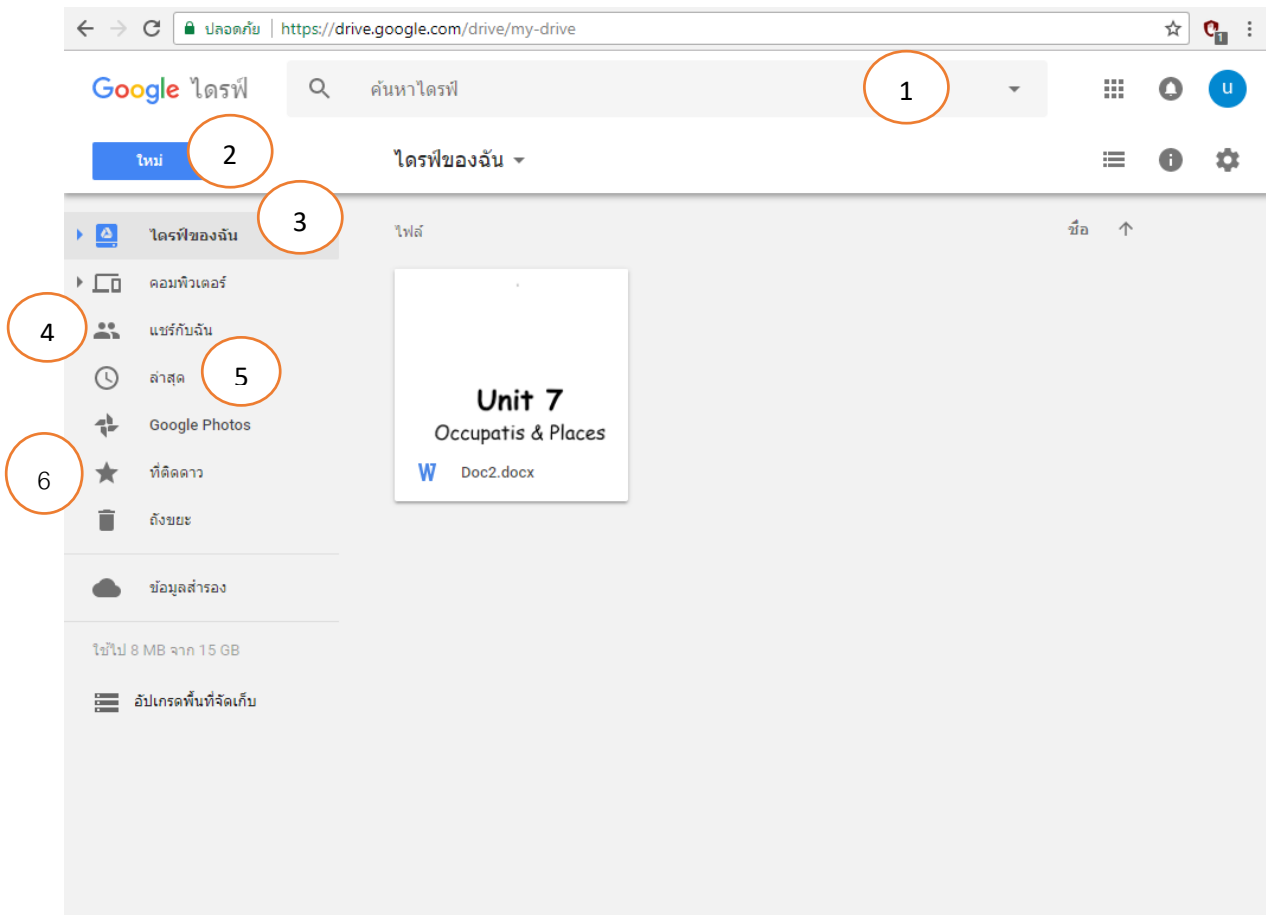 ปลอดภัย https://drive.google.com/drive/my-drive 1
Google ไดรฟ์ ค้นหาไดรฟ์ 1 u
ใหม่ 2 ไดรฟ์ของฉัน
3
ไดรฟ์ของฉัน ไฟล์ ชื่อ
คอมพิวเตอร์
4 แชร์กับฉัน
ล่าสุด 5
Unit 7
Google Photos Occupatis & Places
6 ที่ติดดาว W Doc2.docx
ถังขยะ
ข้อมูลสำรอง
ใช้ไป 8 MB จาก 15 GB
อัปเกรดพื้นที่จัดเก็บ